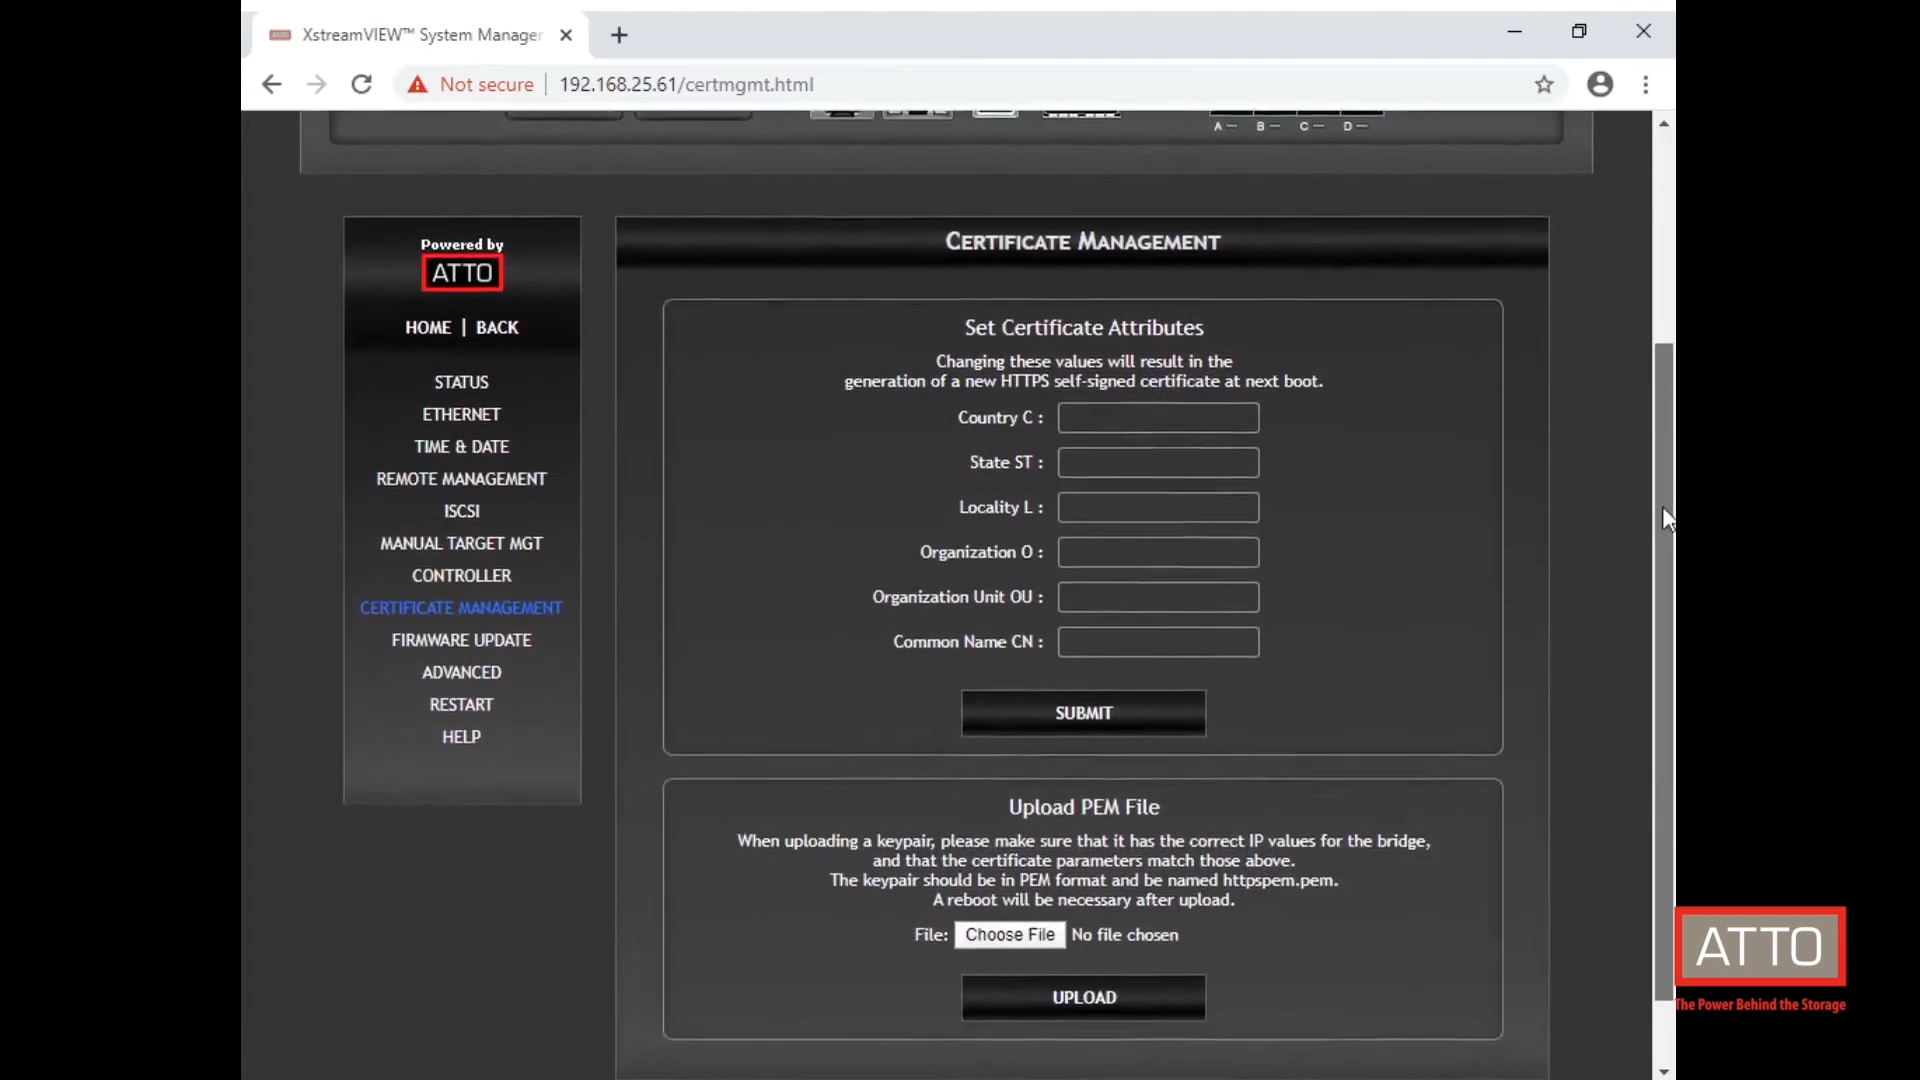 XstreamVIEW™ System Manager
Not secure
192.168.25.61/certmgmt.html
A B C D
Powered by
ATTO
HOME | BACK
STATUS
ETHERNET
TIME & DATE
REMOTE MANAGEMENT
ISCSI
MANUAL TARGET MGT
CONTROLLER
CERTIFICATE MANAGEMENT
FIRMWARE UPDATE
ADVANCED
RESTART
HELP
CERTIFICATE MANAGEMENT
Set Certificate Attributes
Changing these values will result in the
generation of a new HTTPS self-signed certificate at next boot.
Country C :
State ST :
Locality L :
Organization O :
Organization Unit OU :
Common Name CN :
SUBMIT
Upload PEM File
When uploading a keypair, please make sure that it has the correct IP values for the bridge,
and that the certificate parameters match those above.
The keypair should be in PEM format and be named httpspem.pem.
A reboot will be necessary after upload.
File: Choose File No file chosen
UPLOAD
ATTO
The Power Behind the Storage